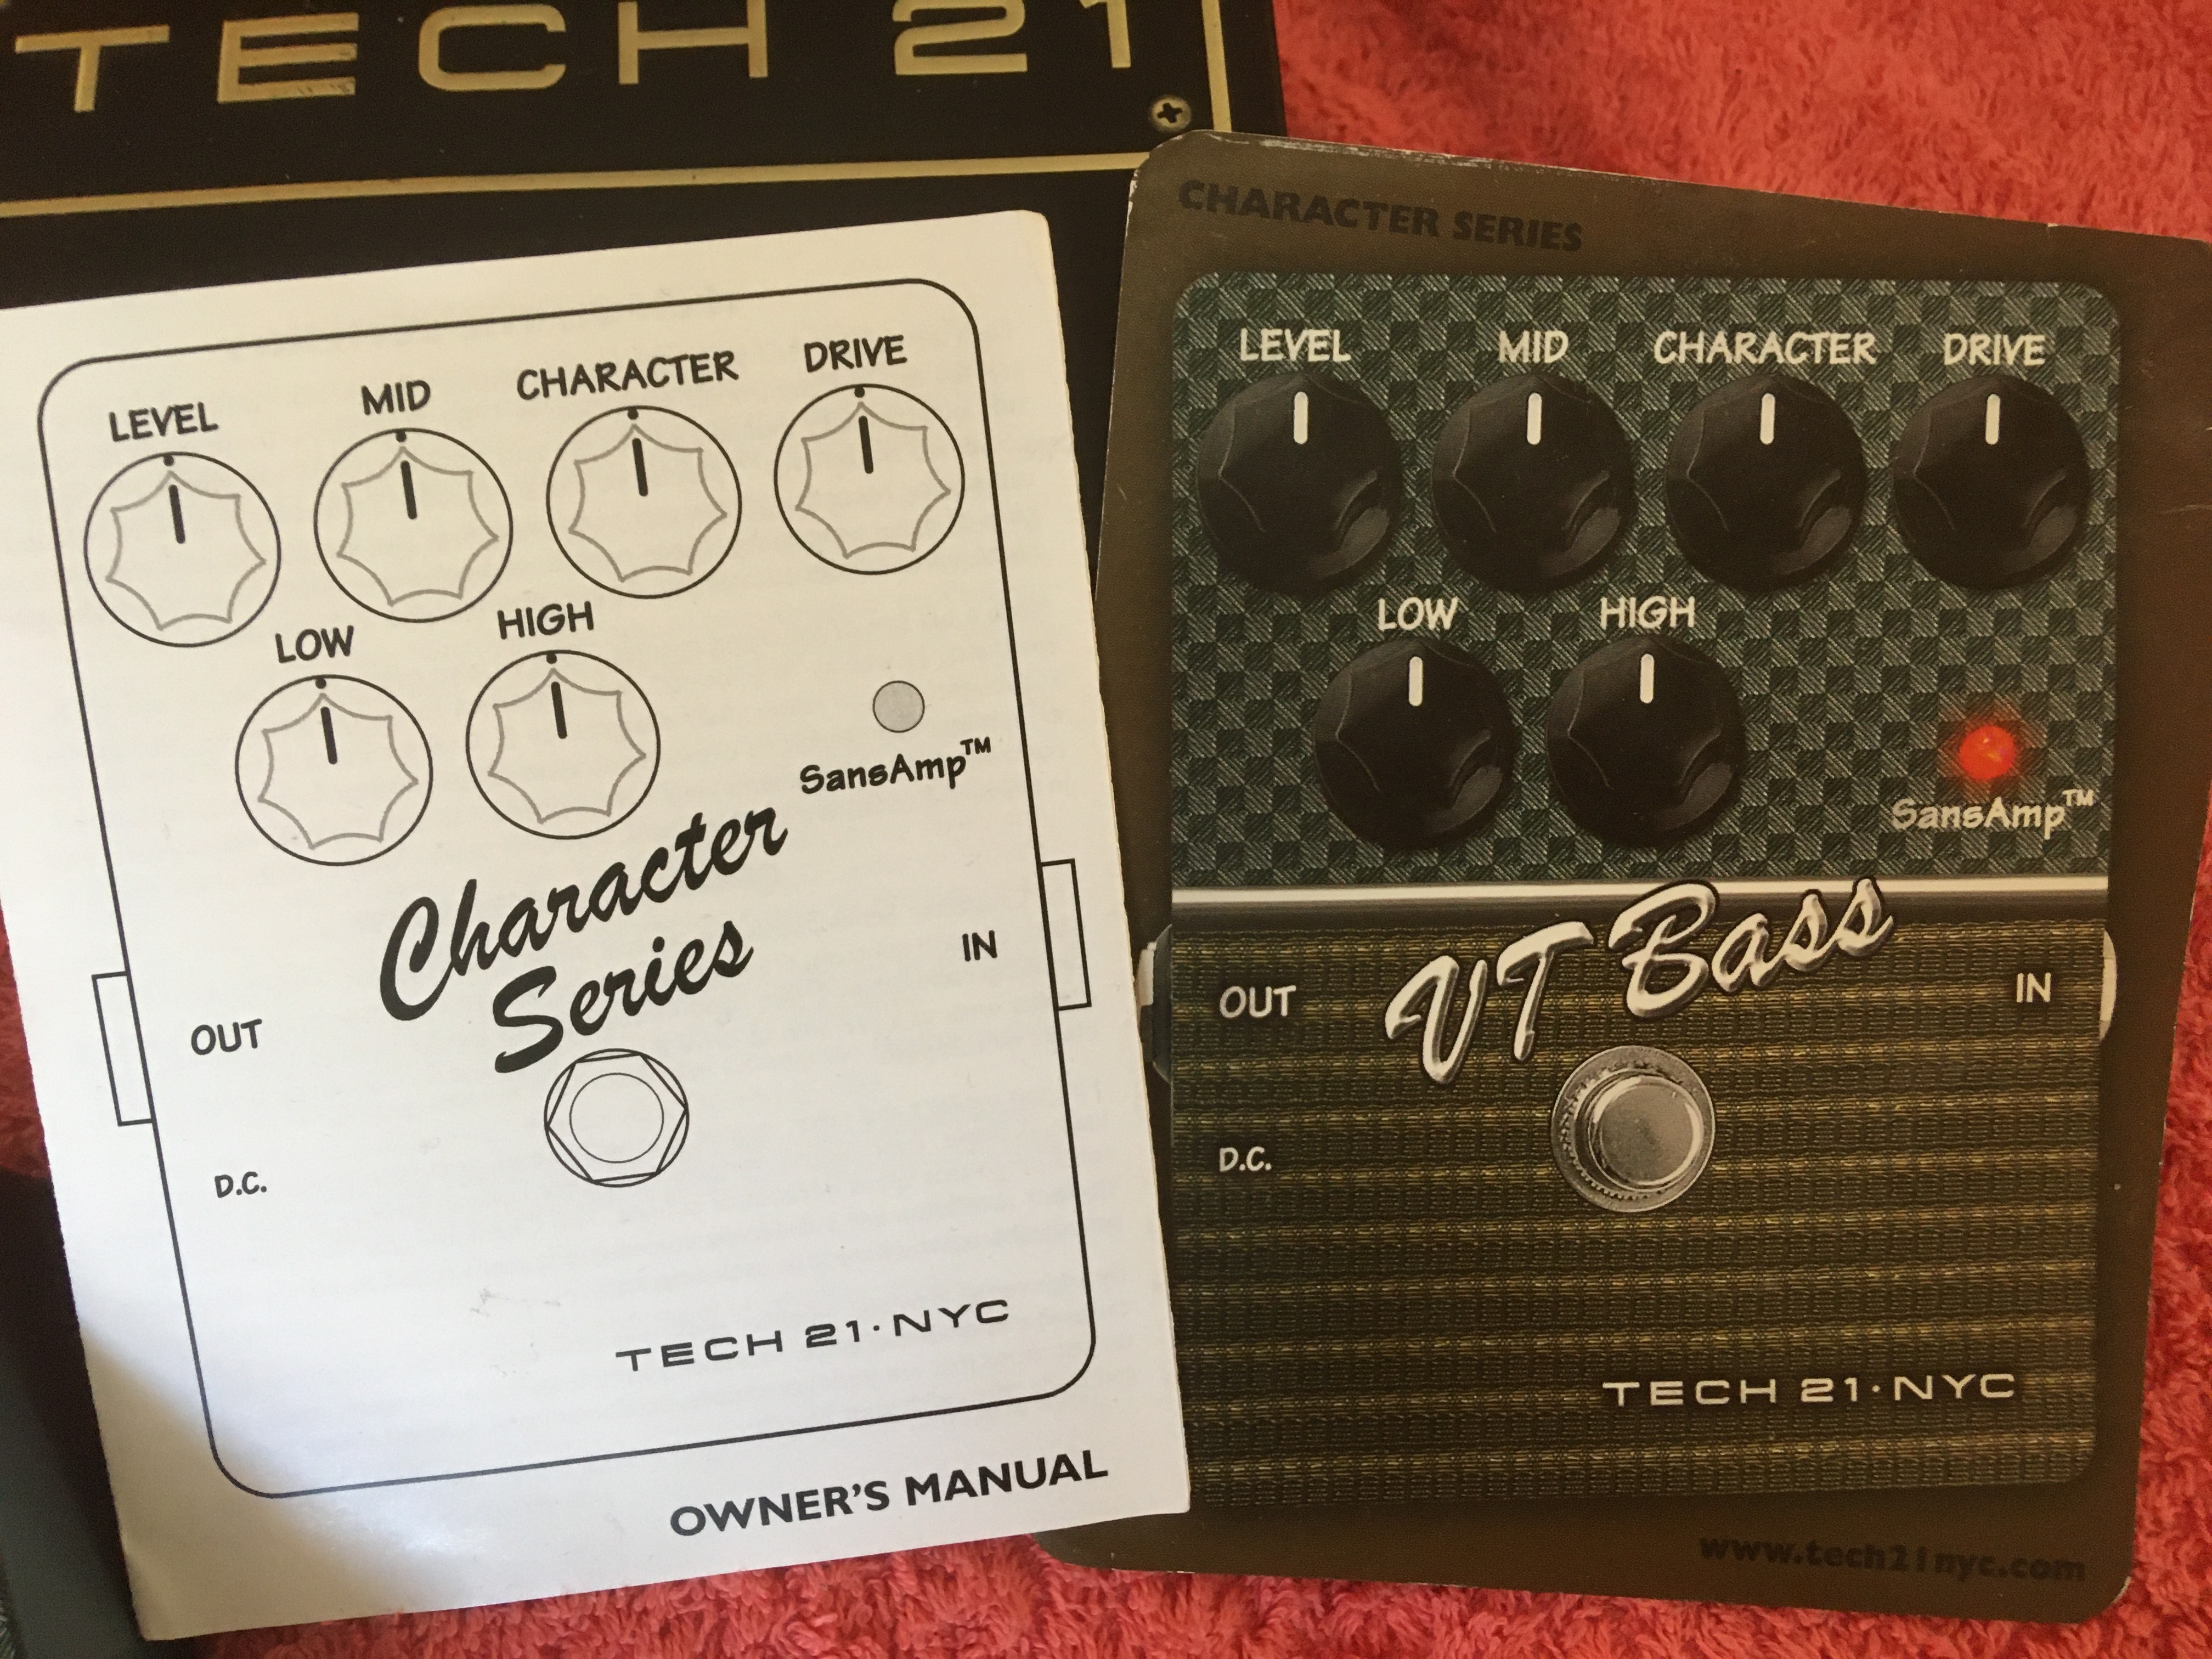 TECH 21
LEVEL
MID
CHARACTER
DRIVE
LOW
HIGH
SansAmp™
Character
Series
IN
OUT
D.C.
TECH 21·NYC
OWNER'S MANUAL
CHARACTER SERIES
LEVEL
MID
CHARACTER
DRIVE
LOW
HIGH
SansAmp™
VT Bass
OUT
IN
D.C.
TECH 21·NYC
www.tech21nyc.com